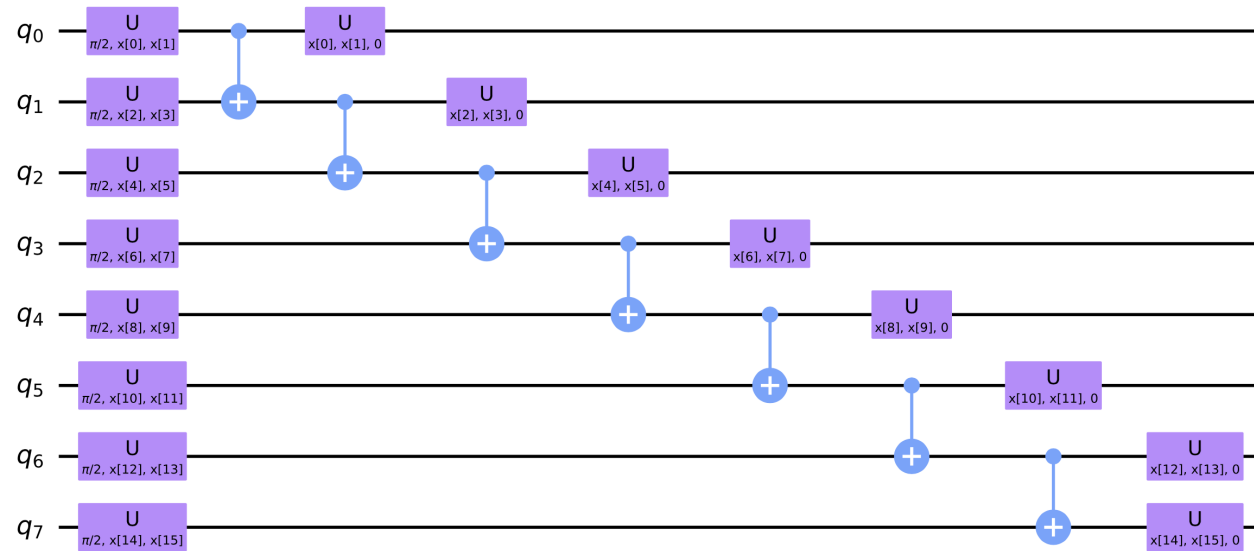 q0 U U
π/2, x[0], x[1] x[0], x[1], 0
q1 U U
π/2, x[2], x[3] x[2], x[3], 0
q2 U U
π/2, x[4], x[5] x[4], x[5], 0
q3 U U
π/2, x[6], x[7] x[6], x[7], 0
q4 U U
π/2, x[8], x[9] x[8], x[9], 0
q5 U U
π/2, x[10], x[11] x[10], x[11], 0
q6 U U
π/2, x[12], x[13] x[12], x[13], 0
q7 U U
π/2, x[14], x[15] x[14], x[15], 0